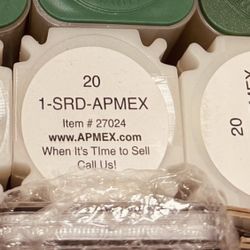 20
1-SRD-APMEX
Item # 27024
www.APMEX.com
When It's TIme to Sell
Call Us!
20